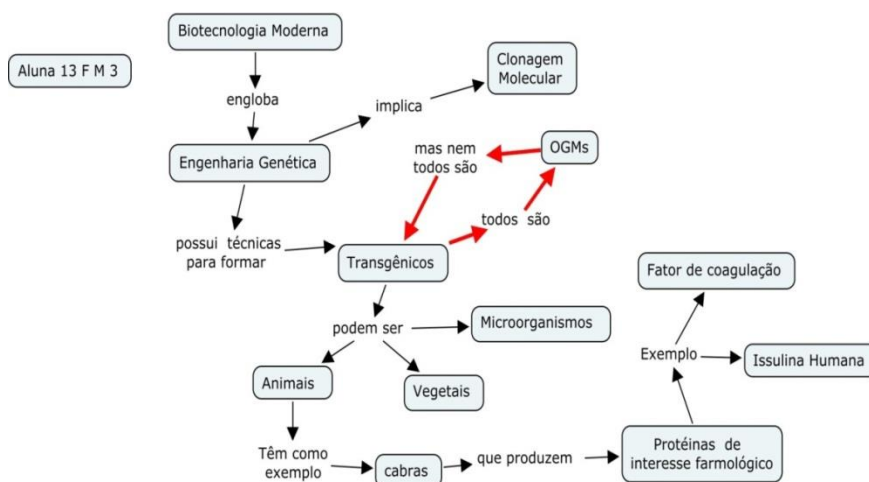 Biotecnologia Moderna
Aluna 13 F M 3
Clonagem
Molecular
engloba
implica
mas nem
todos são
OGMs
Engenharia Genética
todos são
possui técnicas
para formar
Transgênicos
Fator de coagulação
podem ser
Microorganismos
Exemplo
Issulina Humana
Animais
Vegetais
Têm como
exemplo
cabras
que produzem
Protéinas de
interesse farmológico